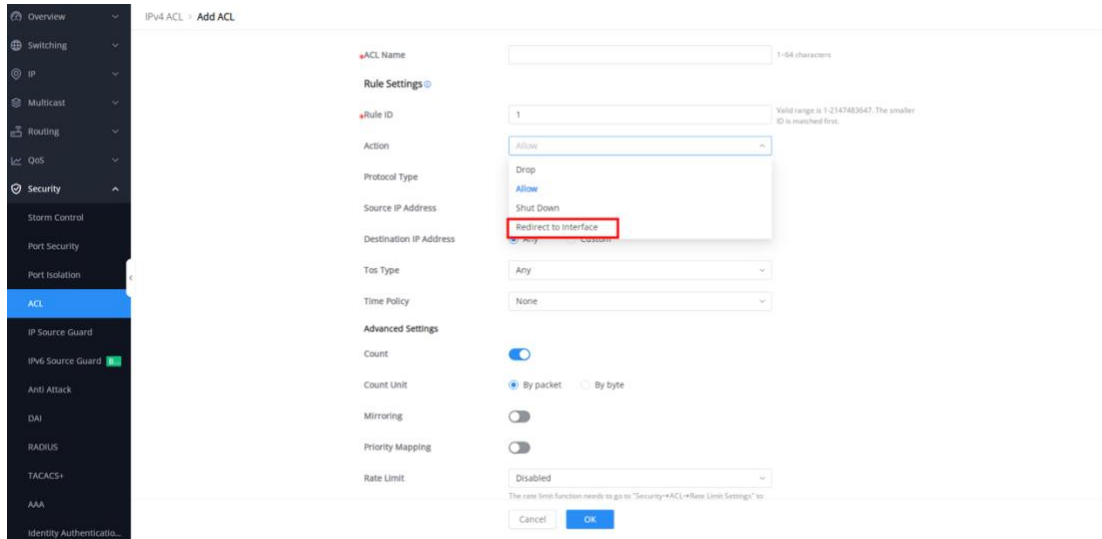 Overview
Switching
IP
Multicast
Routing
QoS
Security
Storm Control
Port Security
Port Isolation
ACL
IP Source Guard
IPv6 Source Guard B...
Anti Attack
DAI
RADIUS
TACACS+
AAA
Identity Authenticatio...
IPv4 ACL > Add ACL
*ACL Name 1~64 characters
Rule Settings
*Rule ID 1 Valid range is 1-2147483647. The smaller
ID is matched first.
Action Allow
Drop
Allow
Shut Down
Redirect to Interface
Protocol Type
Source IP Address
Destination IP Address Any Custom
Tos Type Any
Time Policy None
Advanced Settings
Count
Count Unit By packet By byte
Mirroring
Priority Mapping
Rate Limit Disabled
The rate limit function needs to go to "Security→ACL→Rate Limit Settings" to
Cancel OK